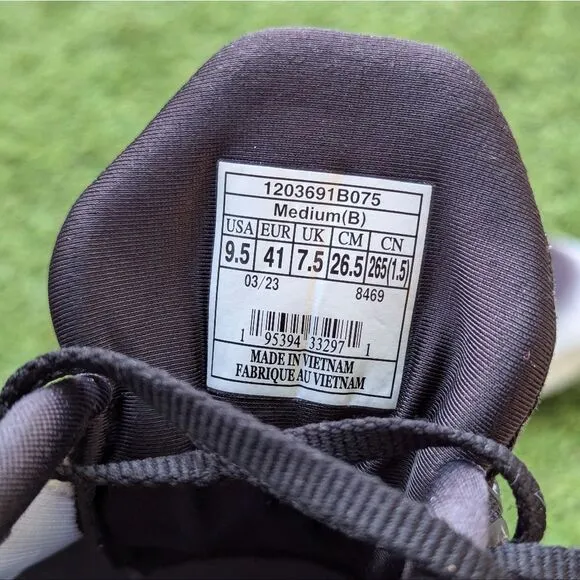 1203691B075
Medium(B)
USA EUR UK CM CN
9.5 41 7.5 26.5 265(1.5)
03/23 8469
1 95394 33297 1
MADE IN VIETNAM
FABRIQUE AU VIETNAM